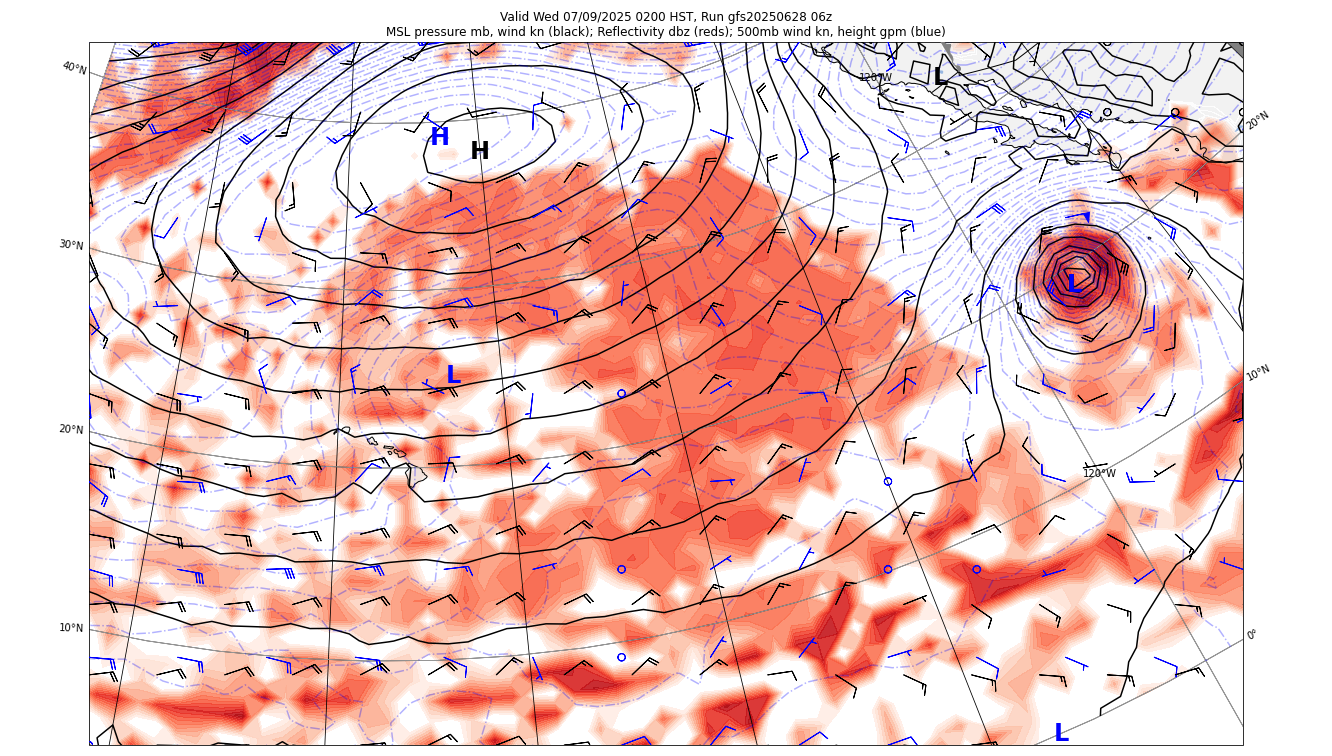 Valid Wed 07/09/2025 0200 HST, Run gfs20250628 06z
MSL pressure mb, wind kn (black); Reflectivity dbz (reds); 500mb wind kn, height gpm (blue)
40°N
120°W
L
20°N
H
H
30°N
L
10°N
L
20°N
120°W
10°N
0°
L